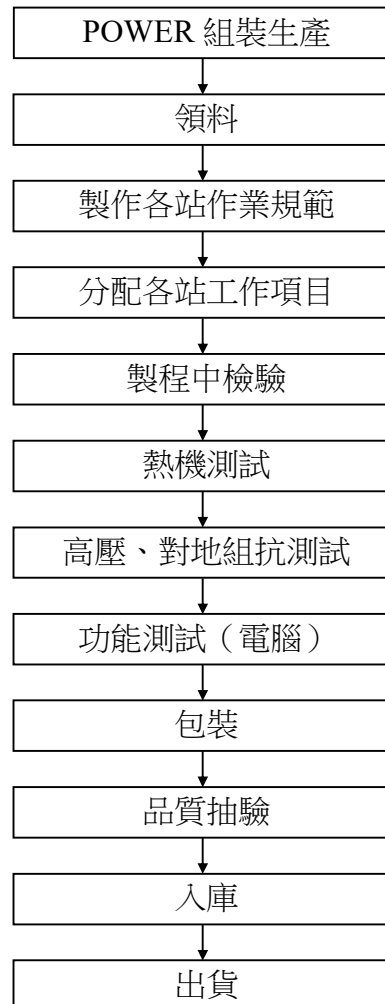 POWER 組裝生產
領料
製作各站作業規範
分配各站工作項目
製程中檢驗
熱機測試
高壓、對地組抗測試
功能測試（電腦）
包裝
品質抽驗
入庫
出貨